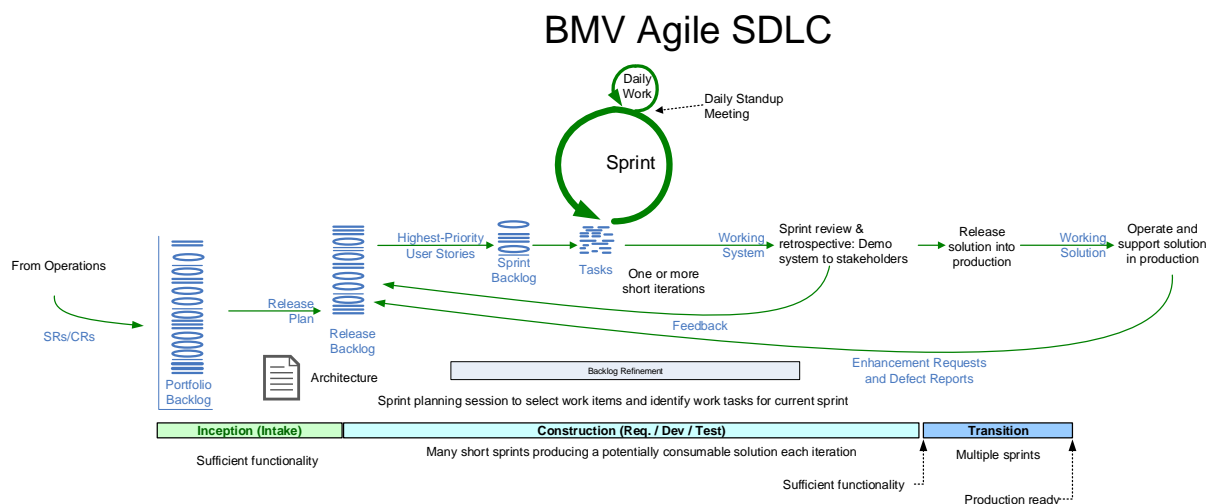 BMV Agile SDLC
Daily
Work
Daily Standup
Meeting
Sprint
From Operations
SRs/CRs
Portfolio
Backlog
Release
Plan
Release
Backlog
Architecture
Highest-Priority
User Stories
Sprint
Backlog
Tasks
One or more
short iterations
Working
System
Sprint review &
retrospective: Demo
system to stakeholders
Release
solution into
production
Working
Solution
Operate and
support solution
in production
Feedback
Enhancement Requests
and Defect Reports
Backlog Refinement
Sprint planning session to select work items and identify work tasks for current sprint
Inception (Intake)
Construction (Req. / Dev / Test)
Transition
Sufficient functionality
Many short sprints producing a potentially consumable solution each iteration
Multiple sprints
Sufficient functionality
Production ready